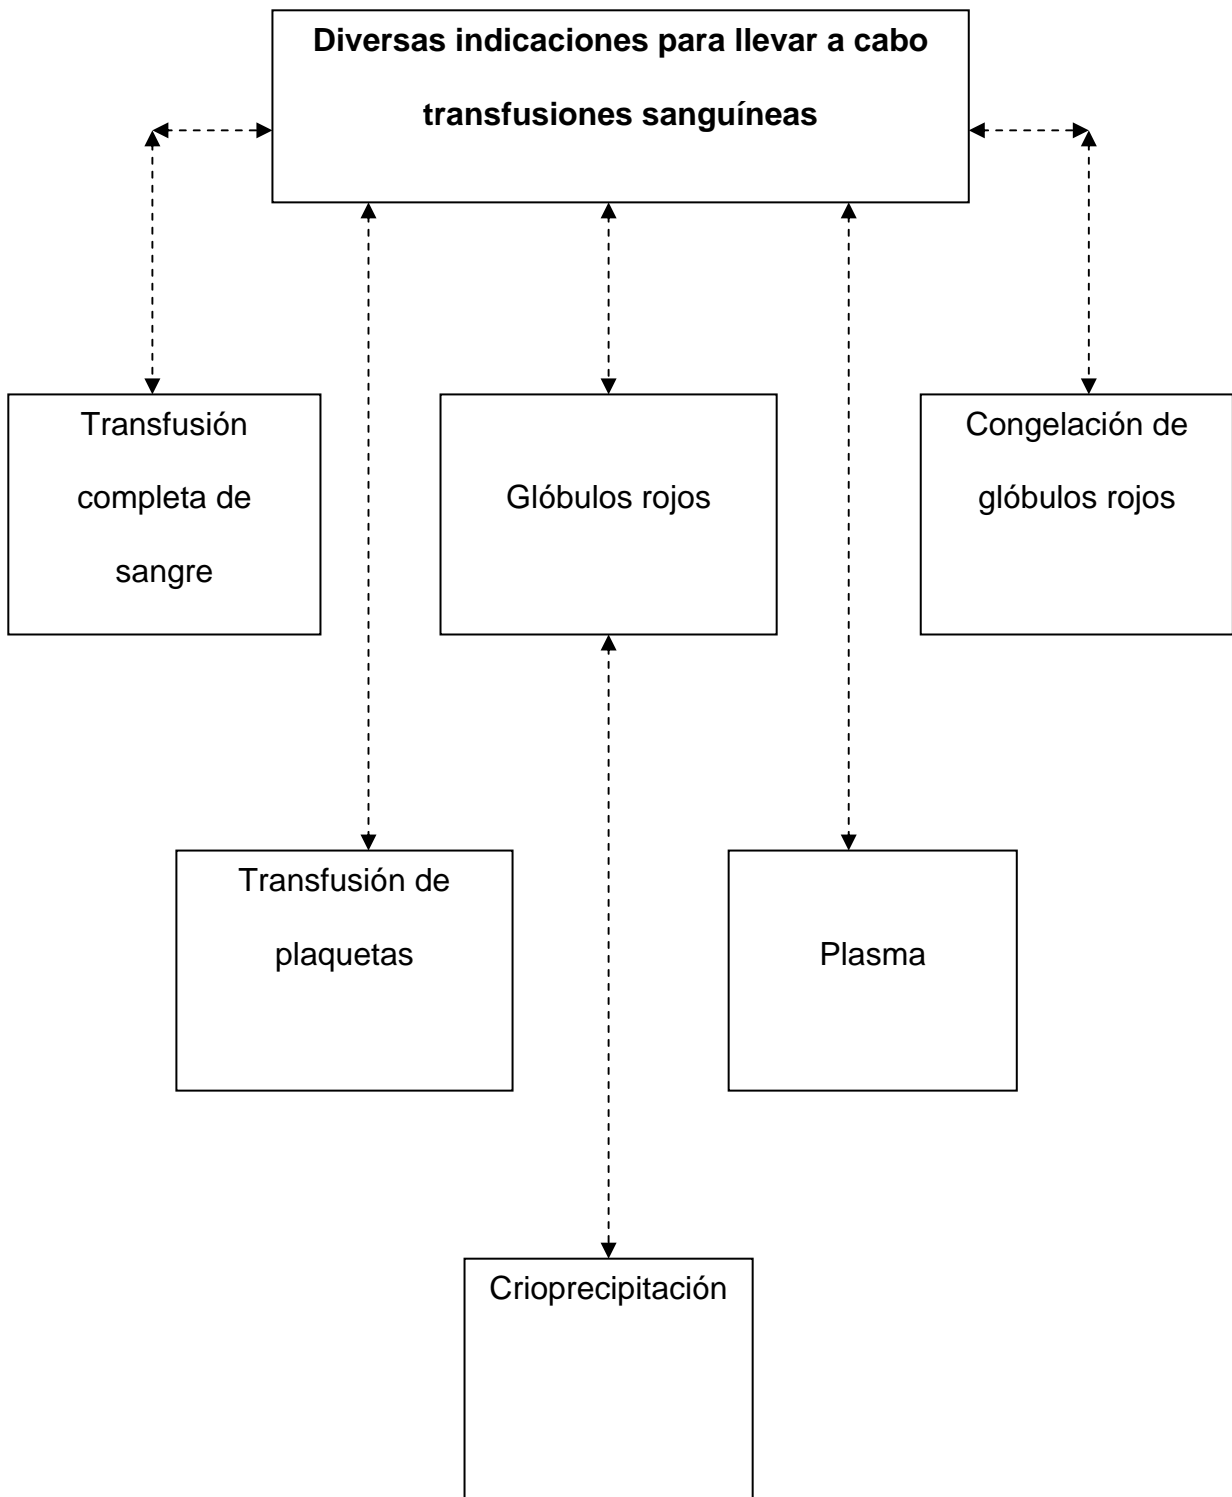 Diversas indicaciones para llevar a cabo
transfusiones sanguíneas
Transfusión
completa de
sangre
Glóbulos rojos
Congelación de
glóbulos rojos
Transfusión de
plaquetas
Plasma
Crioprecipitación